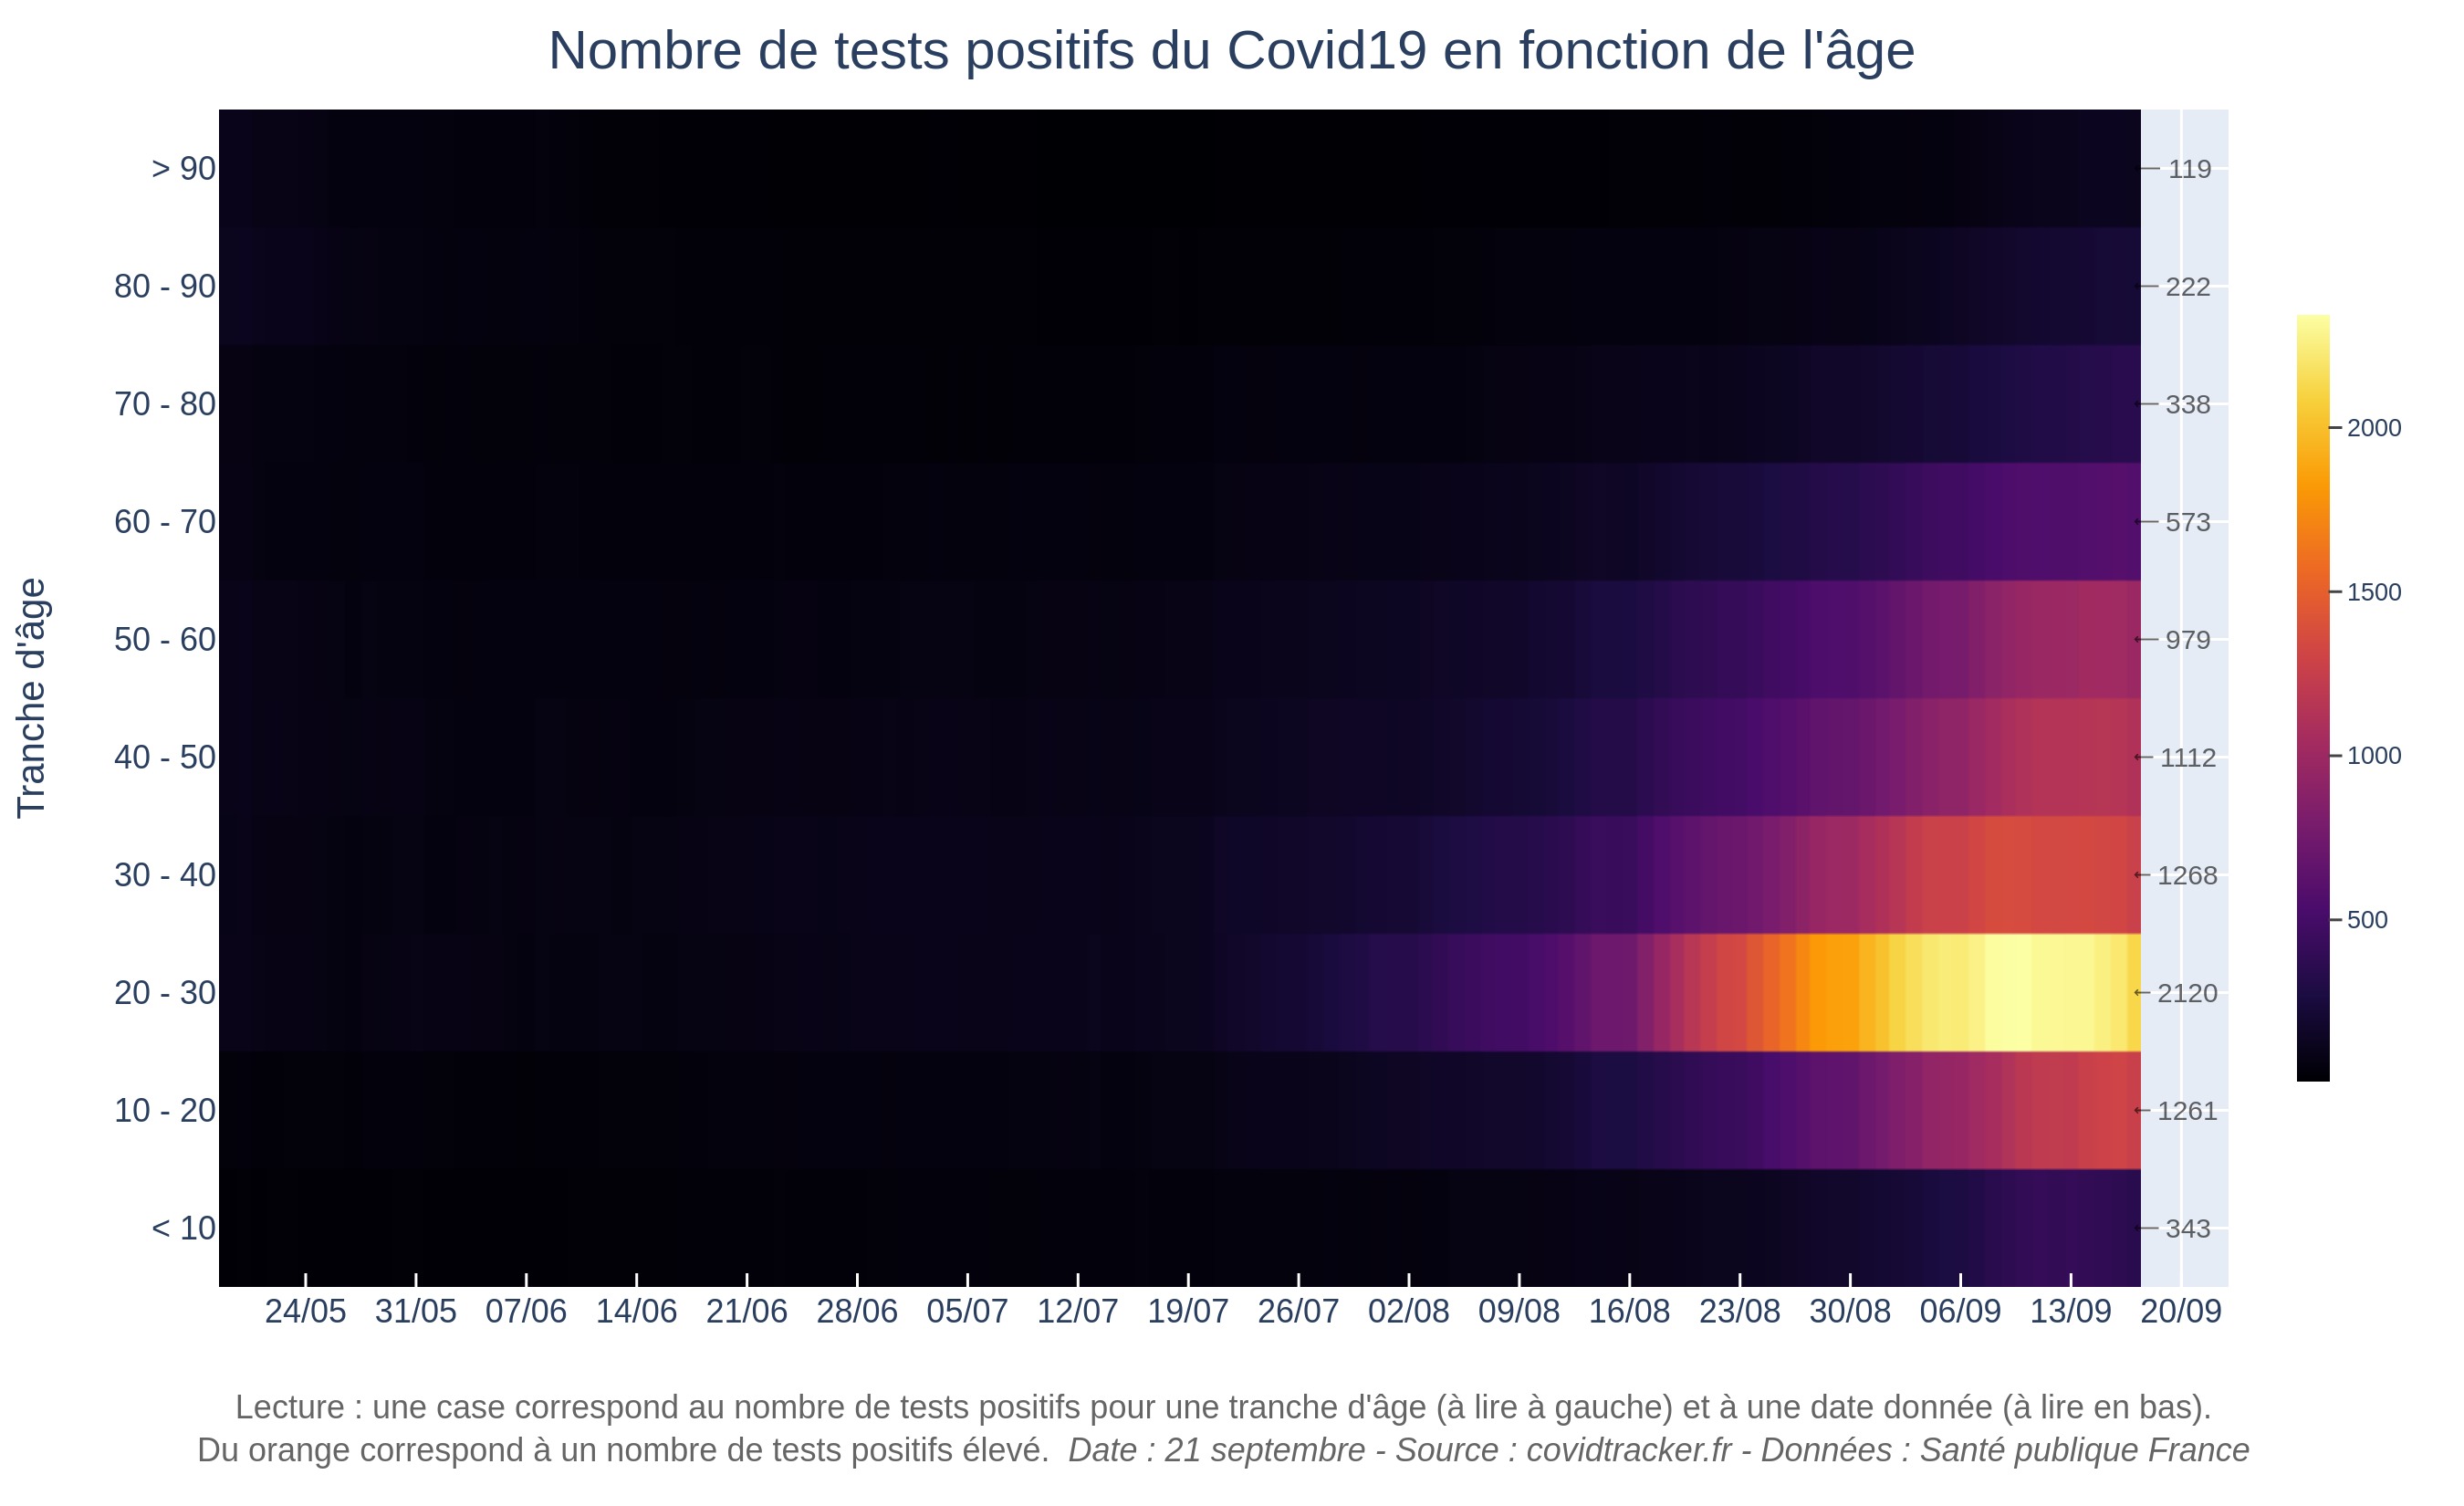 Nombre de tests positifs du Covid19 en fonction de l'âge
Tranche d'âge
> 90
80 - 90
70 - 80
60 - 70
50 - 60
40 - 50
30 - 40
20 - 30
10 - 20
< 10
119
222
338
573
979
1112
1268
2120
1261
343
2000
1500
1000
500
24/05 31/05 07/06 14/06 21/06 28/06 05/07 12/07 19/07 26/07 02/08 09/08 16/08 23/08 30/08 06/09 13/09 20/09
Lecture : une case correspond au nombre de tests positifs pour une tranche d'âge (à lire à gauche) et à une date donnée (à lire en bas).
Du orange correspond à un nombre de tests positifs élevé. Date : 21 septembre - Source : covidtracker.fr - Données : Santé publique France